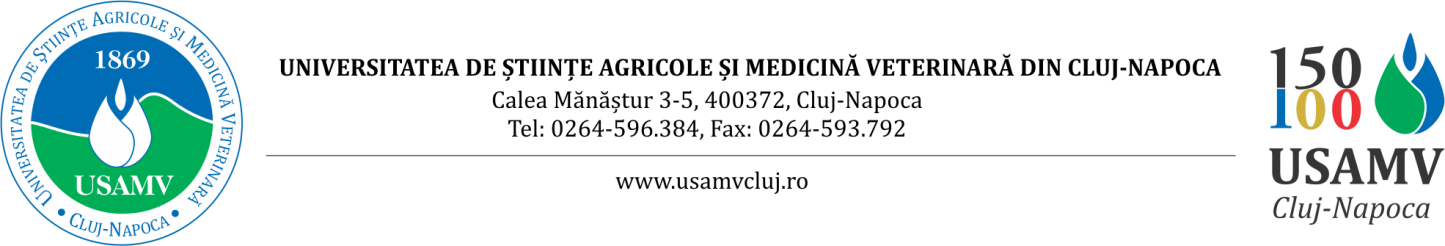 UNIVERSITATEA DE ȘTIINȚE AGRICOLE ȘI MEDICINĂ VETERINARĂ
1869
USAMV
• CLUJ-NAPOCA •
UNIVERSITATEA DE ȘTIINȚE AGRICOLE ȘI MEDICINĂ VETERINARĂ DIN CLUJ-NAPOCA
Calea Mănăștur 3-5, 400372, Cluj-Napoca
Tel: 0264-596.384, Fax: 0264-593.792
www.usamvcluj.ro
150
100
USAMV
Cluj-Napoca